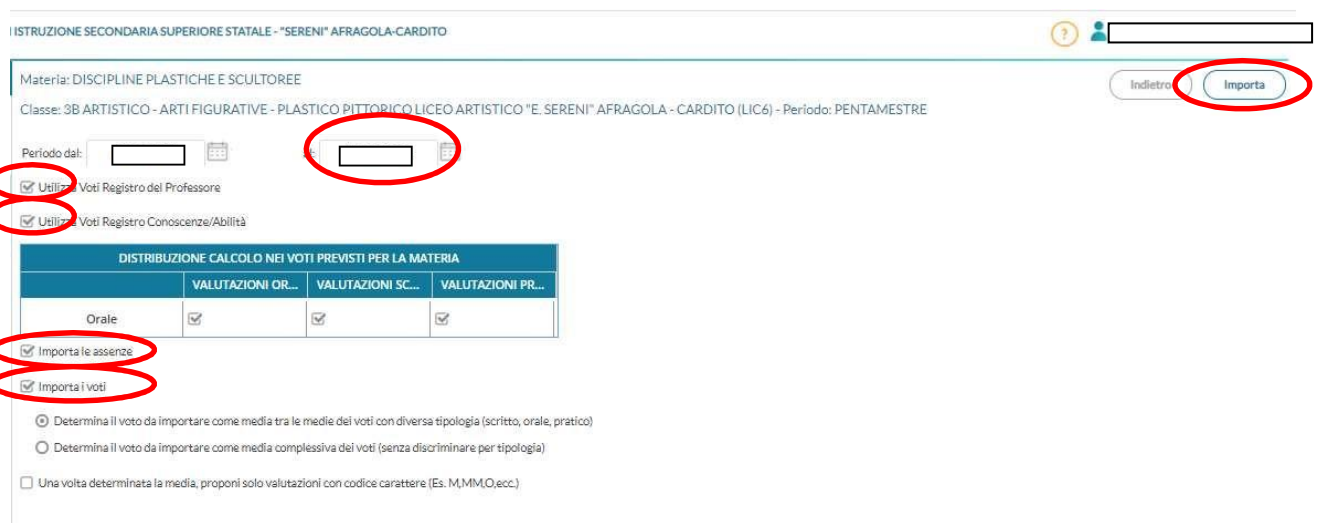 ISTRUZIONE SECONDARIA SUPERIORE STATALE - "SERENI" AFRAGOLA-CARDITO
?
Materia: DISCIPLINE PLASTICHE E SCULTOREE
Indietro
Importa
Classe: 3B ARTISTICO - ARTI FIGURATIVE - PLASTICO PITTORICO LICEO ARTISTICO "E. SERENI" AFRAGOLA - CARDITO (LIC6) - Periodo: PENTAMESTRE
Periodo dal:
Utilizza Voti Registro del Professore
Utilizza Voti Registro Conoscenze/Abilità
DISTRIBUZIONE CALCOLO NEI VOTI PREVISTI PER LA MATERIA
VALUTAZIONI OR... VALUTAZIONI SC... VALUTAZIONI PR...
Orale
Importa le assenze
Importa i voti
Determina il voto da importare come media tra le medie dei voti con diversa tipologia (scritto, orale, pratico)
Determina il voto da importare come media complessiva dei voti (senza discriminare per tipologia)
Una volta determinata la media, proponi solo valutazioni con codice carattere (Es. M,MM,O,ecc.)